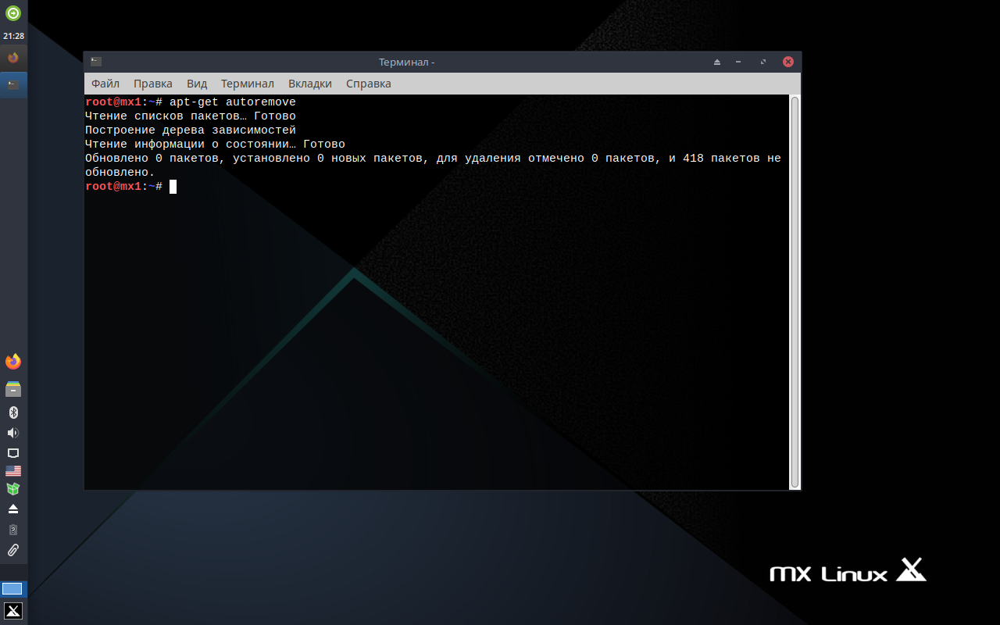 21:28
Терминал -
Файл Правка Вид Терминал Вкладки Справка
root@mx1:~# apt-get autoremove
Чтение списков пакетов… Готово
Построение дерева зависимостей
Чтение информации о состоянии… Готово
Обновлено 0 пакетов, установлено 0 новых пакетов, для удаления отмечено 0 пакетов, и 418 пакетов не
обновлено.
root@mx1:~#
MX Linux